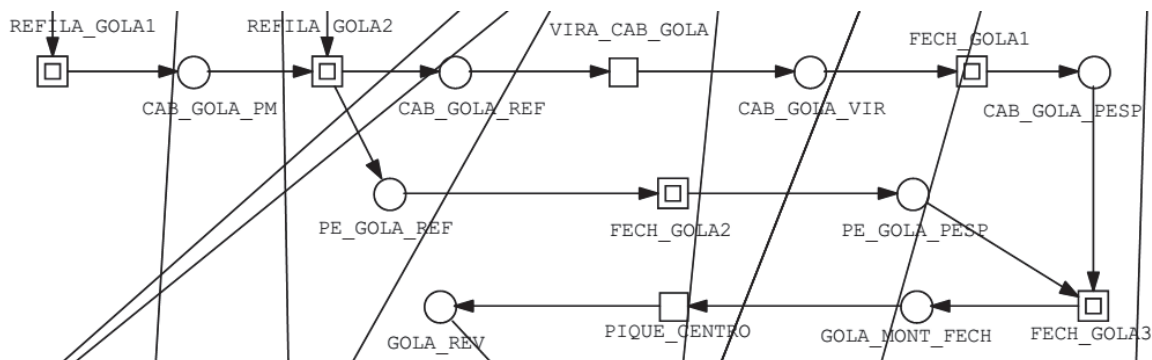 REFILA_GOLA1
REFILA_GOLA2
VIRA_CAB_GOLA
FECH_GOLA1
CAB_GOLA_PM
CAB_GOLA_REF
CAB_GOLA_VIR
CAB_GOLA_PESP
PE_GOLA_REF
FECH_GOLA2
PE_GOLA_PESP
GOLA_REV
PIQUE_CENTRO
GOLA_MONT_FECH
FECH_GOLA3